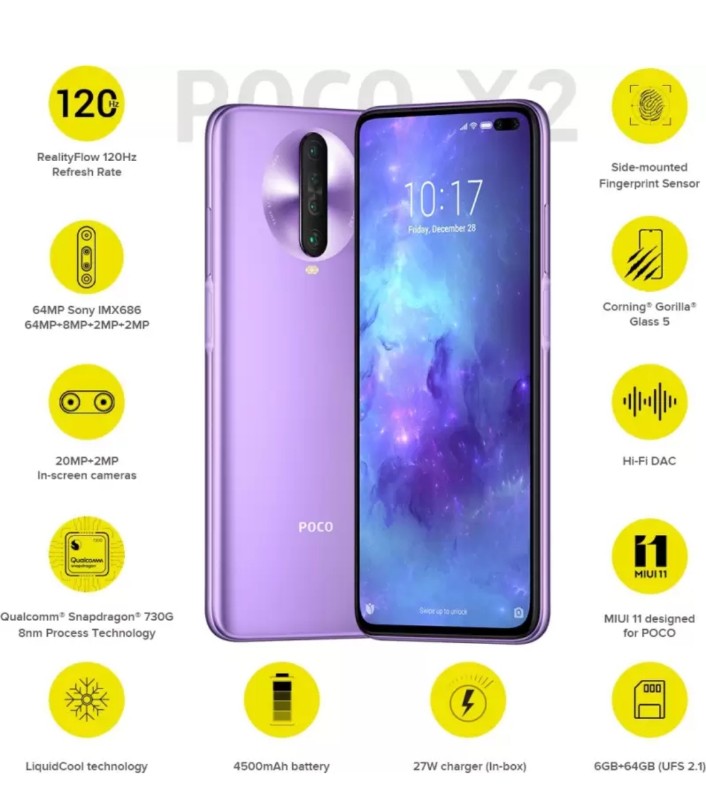 POCO X2
120Hz
RealityFlow 120Hz
Refresh Rate
64MP Sony IMX686
64MP+8MP+2MP+2MP
20MP+2MP
In-screen cameras
Qualcomm
snapdragon
Qualcomm® Snapdragon® 730G
8nm Process Technology
LiquidCool technology
10:17
Friday, December 28
POCO
Swipe up to unlock
4500mAh battery
27W charger (In-box)
Side-mounted
Fingerprint Sensor
Corning® Gorilla®
Glass 5
Hi-Fi DAC
11
MIUI 11
MIUI 11 designed
for POCO
6GB+64GB (UFS 2.1)